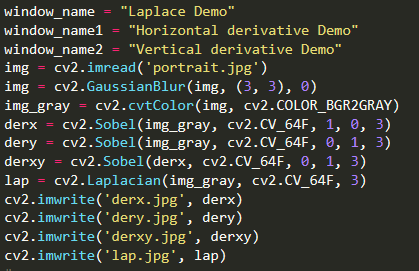 window_name = "Laplace Demo"
window_name1 = "Horizontal derivative Demo"
window_name2 = "Vertical derivative Demo"
img = cv2.imread('portrait.jpg')
img = cv2.GaussianBlur(img, (3, 3), 0)
img_gray = cv2.cvtColor(img, cv2.COLOR_BGR2GRAY)
derx = cv2.Sobel(img_gray, cv2.CV_64F, 1, 0, 3)
dery = cv2.Sobel(img_gray, cv2.CV_64F, 0, 1, 3)
derxy = cv2.Sobel(derx, cv2.CV_64F, 0, 1, 3)
lap = cv2.Laplacian(img_gray, cv2.CV_64F, 3)
cv2.imwrite('derx.jpg', derx)
cv2.imwrite('dery.jpg', dery)
cv2.imwrite('derxy.jpg', derxy)
cv2.imwrite('lap.jpg', lap)